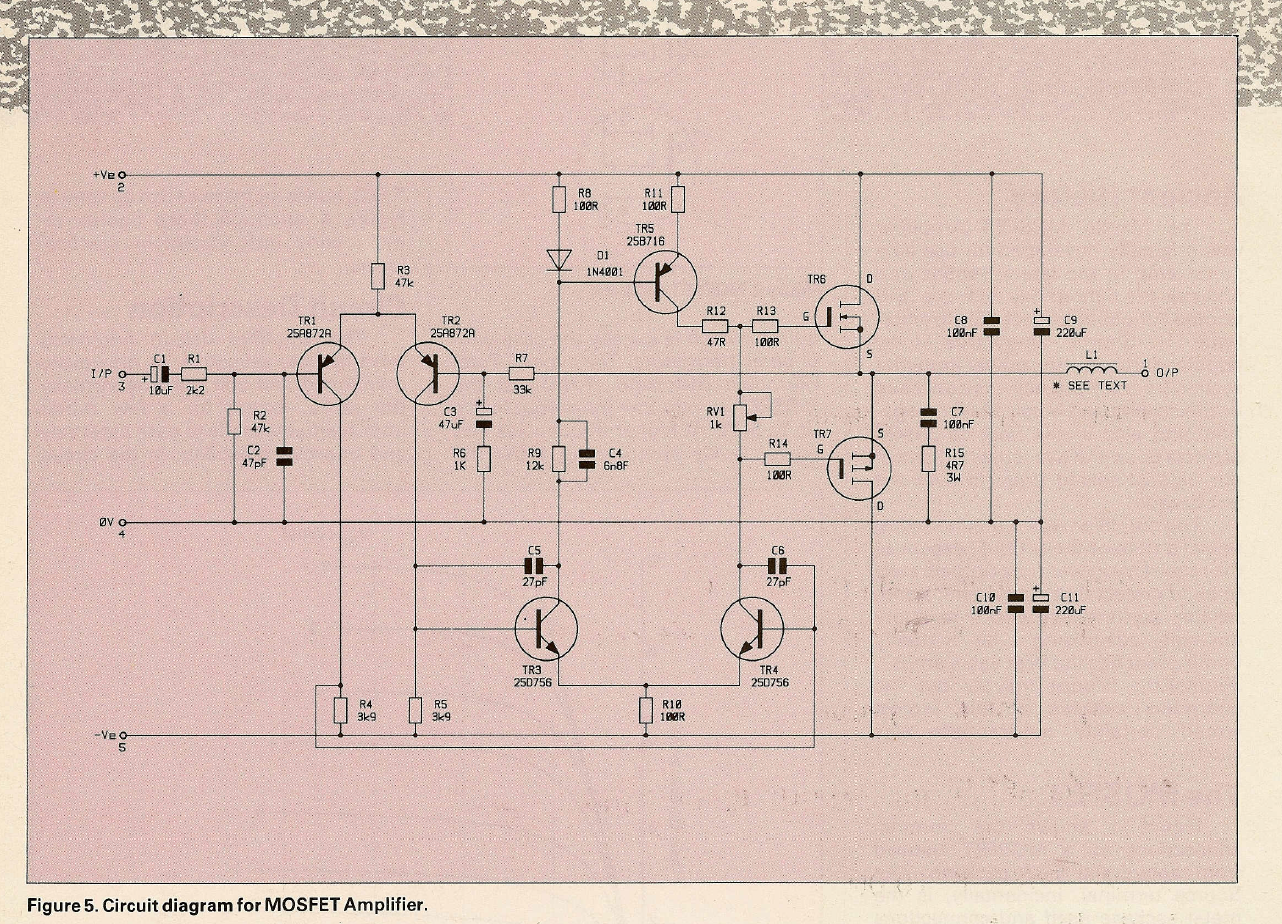 +Ve
2
R8
100R
R11
100R
TR5
2SB716
D1
1N4001
R3
47k
TR6
D
G
S
R12
47R
R13
100R
C8
100nF
+
C9
220uF
TR1
2SA872A
TR2
2SA872A
I/P
3
C1
+
10uF
R1
2k2
R7
33k
L1
* SEE TEXT
1
O/P
R2
47k
C2
47pF
+
C3
47uF
R6
1K
R9
12k
C4
6n8F
RV1
1k
R14
100R
TR7
G
S
D
C7
100nF
R15
4R7
3W
0V
4
C5
27pF
C6
27pF
C10
100nF
+
C11
220uF
TR3
2SD756
TR4
2SD756
R4
3k9
R5
3k9
R10
100R
-Ve
5
Figure 5. Circuit diagram for MOSFET Amplifier.